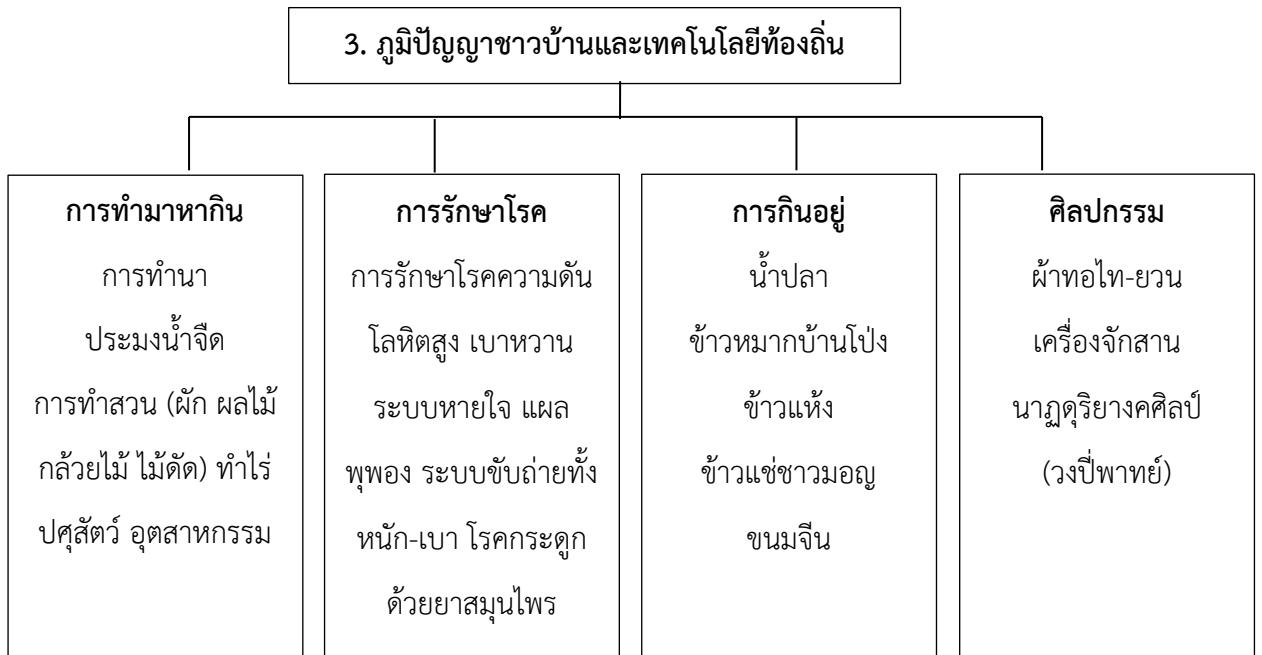 3. ภูมิปัญญาชาวบ้านและเทคโนโลยีท้องถิ่น
การทำมาหากิน
การทำนา
ประมงน้ำจืด
การทำสวน (ผัก ผลไม้
กล้วยไม้ ไม้ดัด) ทำไร่
ปศุสัตว์ อุตสาหกรรม
การรักษาโรค
การรักษาโรคความดัน
โลหิตสูง เบาหวาน
ระบบหายใจ แผล
พุพอง ระบบขับถ่ายทั้ง
หนัก-เบา โรคกระดูก
ด้วยยาสมุนไพร
การกินอยู่
น้ำปลา
ข้าวหมากบ้านโป่ง
ข้าวแห้ง
ข้าวแช่ชาวมอญ
ขนมจีน
ศิลปกรรม
ผ้าทอไท-ยวน
เครื่องจักสาน
นาฏดุริยางคศิลป์
(วงปี่พาทย์)